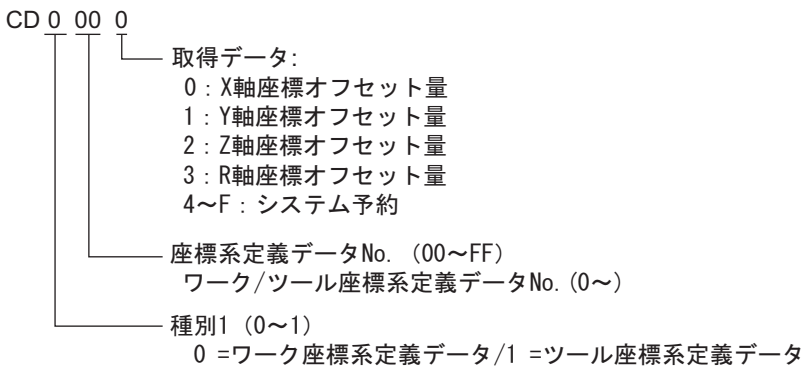 CD 0 00 0
取得データ:
0：X軸座標オフセット量
1：Y軸座標オフセット量
2：Z軸座標オフセット量
3：R軸座標オフセット量
4～F：システム予約
座標系定義データNo. (00～FF)
ワーク/ツール座標系定義データNo. (0～)
種別1 (0～1)
0 =ワーク座標系定義データ/1 =ツール座標系定義データ